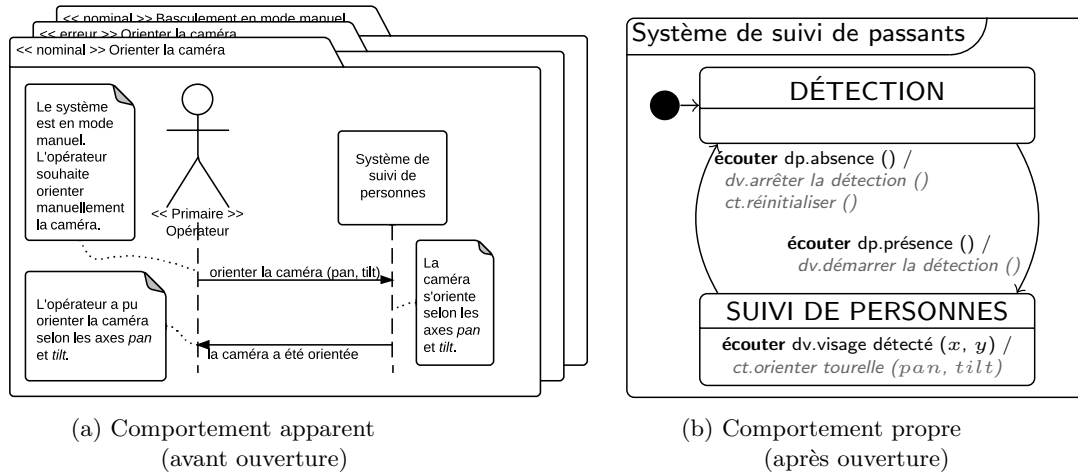 << nominal >> Basculement en mode manuel
<< erreur >> Orienter la caméra
<< nominal >> Orienter la caméra
Le système
est en mode
manuel.
L'opérateur
souhaite
orienter
manuellement
la caméra.
<< Primaire >>
Opérateur
Système de
suivi de
personnes
orienter la caméra (pan, tilt)
La
caméra
s'oriente
selon les
axes pan
et tilt.
L'opérateur a pu
orienter la caméra
selon les axes pan
et tilt.
la caméra a été orientée
(a) Comportement apparent
(avant ouverture)
Système de suivi de passants
DÉTECTION
écouter dp.absence () /
dv.arrêter la détection ()
ct.réinitialiser ()
écouter dp.présence () /
dv.démarrer la détection ()
SUIVI DE PERSONNES
écouter dv.visage détecté (x, y) /
ct.orienter tourelle (pan, tilt)
(b) Comportement propre
(après ouverture)